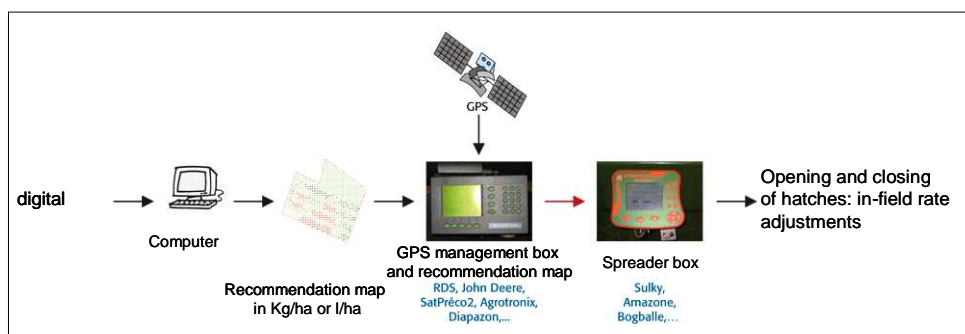 GPS
digital
Computer
Recommendation map
in Kg/ha or l/ha
GPS management box
and recommendation map
RDS, John Deere,
SatPréco2, Agrotronix,
Diapazon,...
Spreader box
Sulky,
Amazone,
Bogballe,...
Opening and closing
of hatches: in-field rate
adjustments